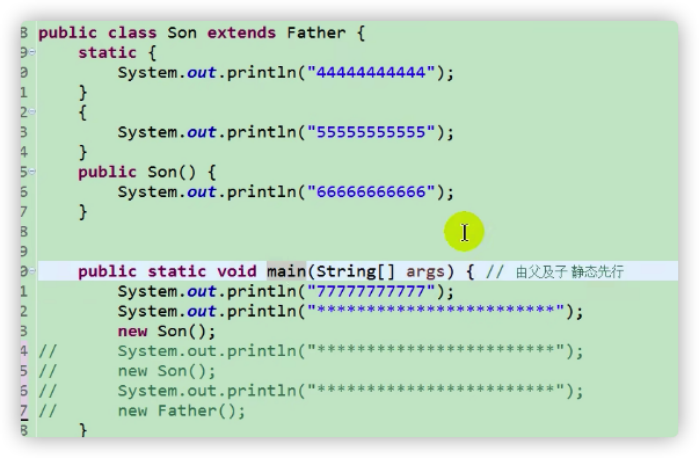 8 public class Son extends Father {
9 static {
0 System.out.println("44444444444");
1 }
2 {
3 System.out.println("55555555555");
4 }
5 public Son() {
6 System.out.println("66666666666");
7 }
8
9
0 public static void main(String[] args) { // 由父及子 静态先行
1 System.out.println("77777777777");
2 System.out.println("************************");
3 new Son();
4 // System.out.println("************************");
5 // new Son();
6 // System.out.println("************************");
7 // new Father();
8 }